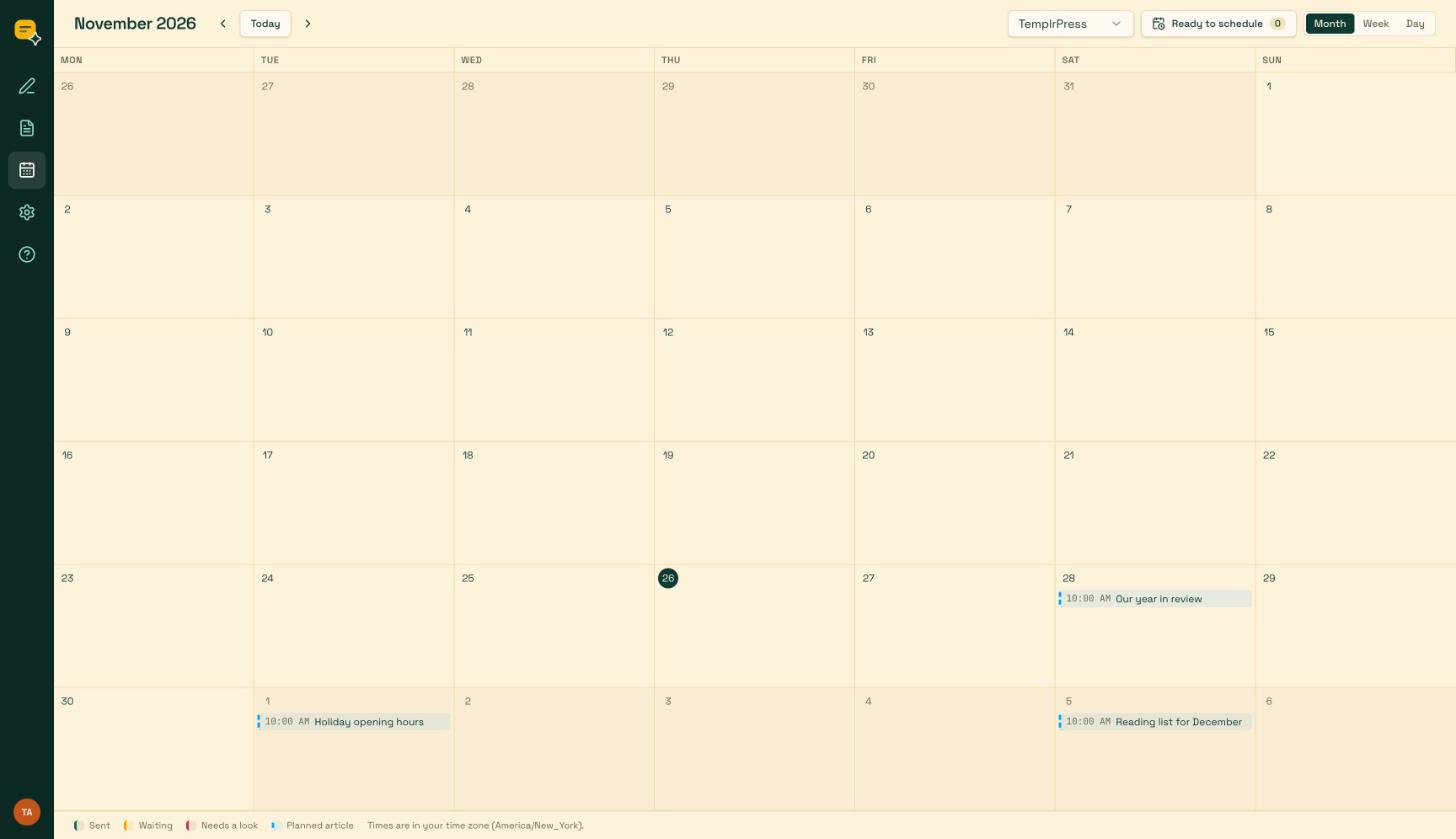 November 2026 Today TemplrPress Ready to schedule 0 Month Week Day
MON TUE WED THU FRI SAT SUN
26 27 28 29 30 31 1
2 3 4 5 6 7 8
9 10 11 12 13 14 15
16 17 18 19 20 21 22
23 24 25 26 27 28 29
10:00 AM Our year in review
30 1 2 3 4 5 6
10:00 AM Holiday opening hours 10:00 AM Reading list for December
TA
Sent Waiting Needs a look Planned article Times are in your time zone (America/New_York).